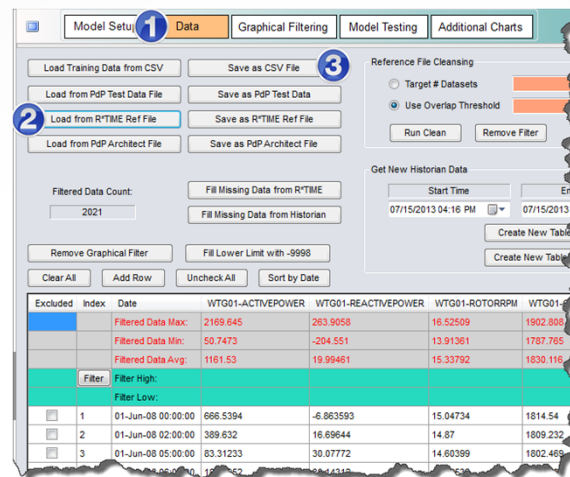 Model Setup
1
Data
Graphical Filtering
Model Testing
Additional Charts
Load Training Data from CSV
Save as CSV File
3
Reference File Cleansing
Target # Datasets
Load from PdP Test Data File
Save as PdP Test Data
Use Overlap Threshold
2
Load from R*TIME Ref File
Save as R*TIME Ref File
Run Clean
Remove Filter
Load from PdP Architect File
Save as PdP Architect File
Get New Historian Data
Filtered Data Count:
2021
Fill Missing Data from R*TIME
Fill Missing Data from Historian
Start Time
En
07/15/2013 04:16 PM
07/15/2013
Create New Table
Create New Table
Remove Graphical Filter
Fill Lower Limit with -9998
Clear All
Add Row
Uncheck All
Sort by Date
Excluded Index Date WTG01-ACTIVEPOWER WTG01-REACTIVEPOWER WTG01-ROTORRPM WTG01-
Filtered Data Max: 2169.645 263.9058 16.52509 1902.808
Filtered Data Min: 50.7473 -204.551 13.91361 1787.765
Filtered Data Avg: 1161.53 19.99461 15.33792 1830.116
Filter Filter High:
Filter Low:
1 01-Jun-08 00:00:00 666.5394 -6.863593 15.04734 1814.54
2 01-Jun-08 02:00:00 389.632 16.69644 14.87 1809.232
3 01-Jun-08 05:00:00 83.31233 30.07772 14.60399 1802.469